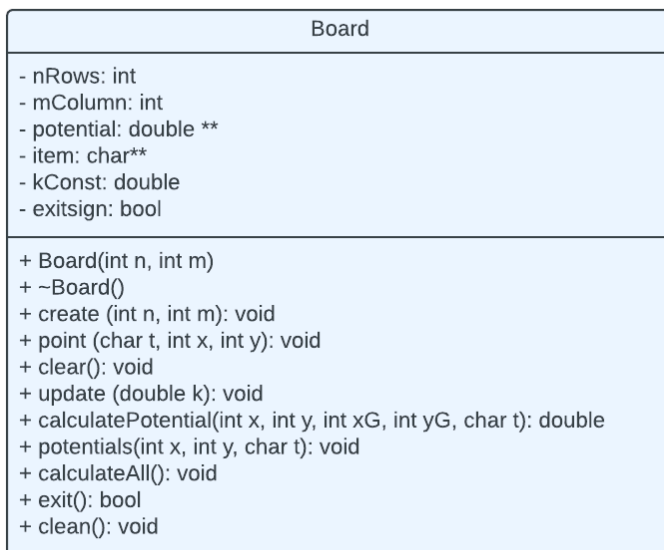 Board
- nRows: int
- mColumn: int
- potential: double **
- item: char**
- kConst: double
- exitsign: bool
+ Board(int n, int m)
+ ~Board()
+ create (int n, int m): void
+ point (char t, int x, int y): void
+ clear(): void
+ update (double k): void
+ calculatePotential(int x, int y, int xG, int yG, char t): double
+ potentials(int x, int y, char t): void
+ calculateAll(): void
+ exit(): bool
+ clean(): void